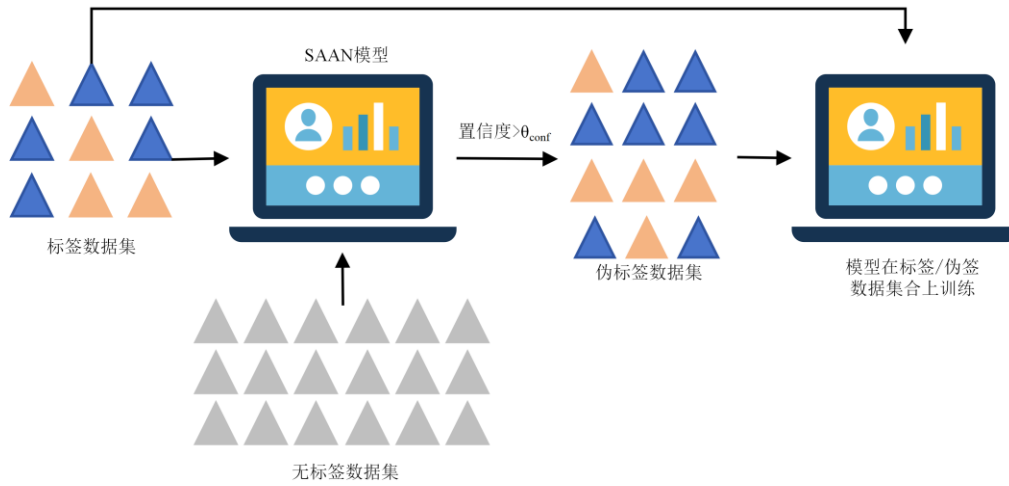 SAAN模型
置信度>θconf
标签数据集
伪标签数据集
模型在标签/伪签
数据集合上训练
无标签数据集